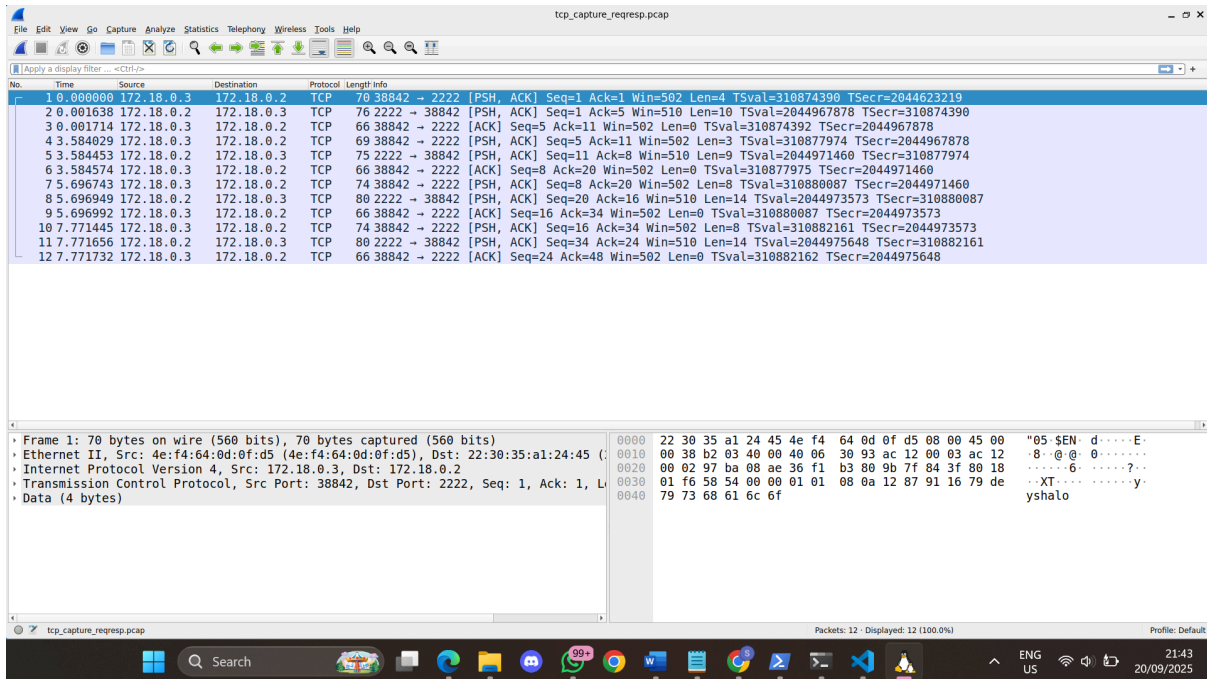 tcp_capture_reqresp.pcap
File Edit View Go Capture Analyze Statistics Telephony Wireless Tools Help
Apply a display filter ... <Ctrl-/>
No. Time Source Destination Protocol Length Info
1 0.000000 172.18.0.3 172.18.0.2 TCP 70 38842 → 2222 [PSH, ACK] Seq=1 Ack=1 Win=502 Len=4 TSval=310874390 TSecr=2044623219
2 0.001638 172.18.0.2 172.18.0.3 TCP 76 2222 → 38842 [PSH, ACK] Seq=1 Ack=5 Win=510 Len=10 TSval=2044967878 TSecr=310874390
3 0.001714 172.18.0.3 172.18.0.2 TCP 66 38842 → 2222 [ACK] Seq=5 Ack=11 Win=502 Len=0 TSval=310874392 TSecr=2044967878
4 3.584029 172.18.0.3 172.18.0.2 TCP 69 38842 → 2222 [PSH, ACK] Seq=5 Ack=11 Win=502 Len=3 TSval=310877974 TSecr=2044967878
5 3.584453 172.18.0.2 172.18.0.3 TCP 75 2222 → 38842 [PSH, ACK] Seq=11 Ack=8 Win=510 Len=9 TSval=2044971460 TSecr=310877974
6 3.584574 172.18.0.3 172.18.0.2 TCP 66 38842 → 2222 [ACK] Seq=8 Ack=20 Win=502 Len=0 TSval=310877975 TSecr=2044971460
7 5.696743 172.18.0.3 172.18.0.2 TCP 74 38842 → 2222 [PSH, ACK] Seq=8 Ack=20 Win=502 Len=8 TSval=310880087 TSecr=2044971460
8 5.696949 172.18.0.2 172.18.0.3 TCP 80 2222 → 38842 [PSH, ACK] Seq=20 Ack=16 Win=510 Len=14 TSval=2044973573 TSecr=310880087
9 5.696992 172.18.0.3 172.18.0.2 TCP 66 38842 → 2222 [ACK] Seq=16 Ack=34 Win=502 Len=0 TSval=310880087 TSecr=2044973573
10 7.771445 172.18.0.3 172.18.0.2 TCP 74 38842 → 2222 [PSH, ACK] Seq=16 Ack=34 Win=502 Len=8 TSval=310882161 TSecr=2044973573
11 7.771656 172.18.0.2 172.18.0.3 TCP 80 2222 → 38842 [PSH, ACK] Seq=34 Ack=24 Win=510 Len=14 TSval=2044975648 TSecr=310882161
12 7.771732 172.18.0.3 172.18.0.2 TCP 66 38842 → 2222 [ACK] Seq=24 Ack=48 Win=502 Len=0 TSval=310882162 TSecr=2044975648
Frame 1: 70 bytes on wire (560 bits), 70 bytes captured (560 bits)
Ethernet II, Src: 4e:f4:64:0d:0f:d5 (4e:f4:64:0d:0f:d5), Dst: 22:30:35:a1:24:45 (
Internet Protocol Version 4, Src: 172.18.0.3, Dst: 172.18.0.2
Transmission Control Protocol, Src Port: 38842, Dst Port: 2222, Seq: 1, Ack: 1, L
Data (4 bytes)
0000 22 30 35 a1 24 45 4e f4 64 0d 0f d5 08 00 45 00 "05·$EN· d·····E·
0010 00 38 b2 03 40 00 40 06 30 93 ac 12 00 03 ac 12 ·8··@·@· 0·······
0020 00 02 97 ba 08 ae 36 f1 b3 80 9b 7f 84 3f 80 18 ······6· ·····?··
0030 01 f6 58 54 00 00 01 01 08 0a 12 87 91 16 79 de ··XT···· ······y·
0040 79 73 68 61 6c 6f yshalo
tcp_capture_reqresp.pcap Packets: 12 · Displayed: 12 (100.0%) Profile: Default
Search
99+
S
ENG
US
21:43
20/09/2025